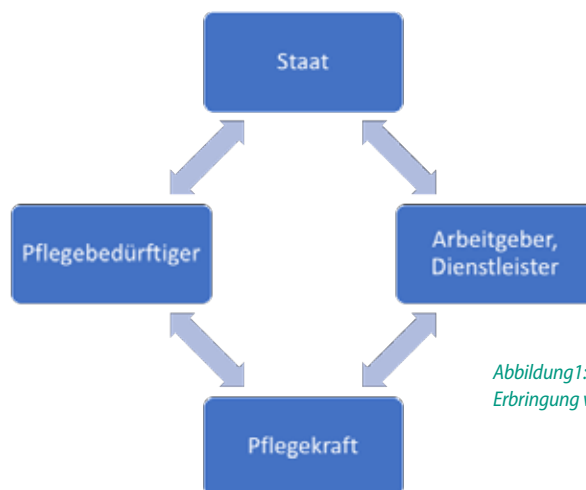 Staat
Pflegebedürftiger
Arbeitgeber,
Dienstleister
Abbildung1:
Erbringung
Pflegekraft